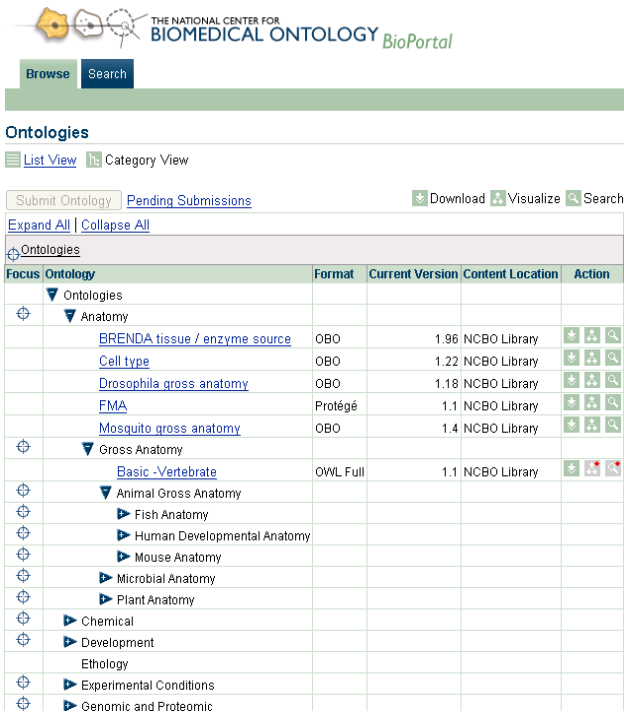 THE NATIONAL CENTER FOR
BIOMEDICAL ONTOLOGY BioPortal
Browse Search
Ontologies
List View Category View
Submit Ontology Pending Submissions Download Visualize Search
Expand All | Collapse All
Ontologies
Focus Ontology Format Current Version Content Location Action
Ontologies
Anatomy
BRENDA tissue / enzyme source OBO 1.96 NCBO Library
Cell type OBO 1.22 NCBO Library
Drosophila gross anatomy OBO 1.18 NCBO Library
FMA Protégé 1.1 NCBO Library
Mosquito gross anatomy OBO 1.4 NCBO Library
Gross Anatomy
Basic -Vertebrate OWL Full 1.1 NCBO Library
Animal Gross Anatomy
Fish Anatomy
Human Developmental Anatomy
Mouse Anatomy
Microbial Anatomy
Plant Anatomy
Chemical
Development
Ethology
Experimental Conditions
Genomic and Proteomic